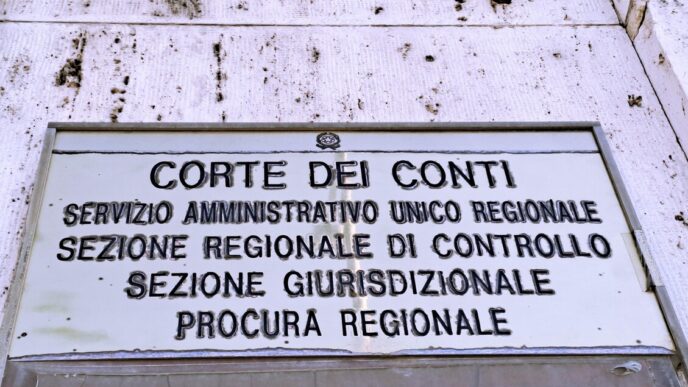 CORTE DEI CONTI
SERVIZIO AMMINISTRATIVO UNICO REGIONALE
SEZIONE REGIONALE DI CONTROLLO
SEZIONE GIURISDIZIONALE
PROCURA REGIONALE